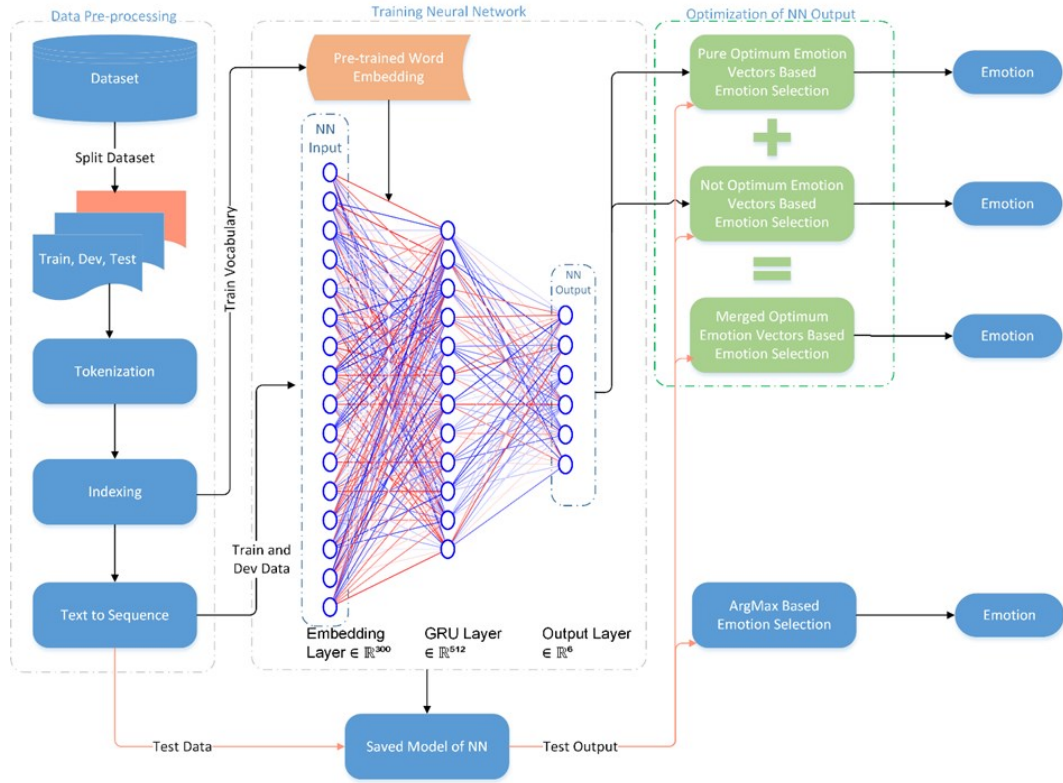 Data Pre-processing
Dataset
Split Dataset
Train, Dev, Test
Tokenization
Indexing
Text to Sequence
Train Vocabulary
Train and
Dev Data
Test Data
Training Neural Network
Pre-trained Word
Embedding
NN
Input
NN
Output
Embedding
Layer ∈ ℝ³⁰⁰
GRU Layer
∈ ℝ⁵¹²
Output Layer
∈ ℝ⁶
Saved Model of NN
Test Output
Optimization of NN Output
Pure Optimum Emotion
Vectors Based
Emotion Selection
Emotion
+
Not Optimum Emotion
Vectors Based
Emotion Selection
Emotion
=
Merged Optimum
Emotion Vectors Based
Emotion Selection
Emotion
ArgMax Based
Emotion Selection
Emotion